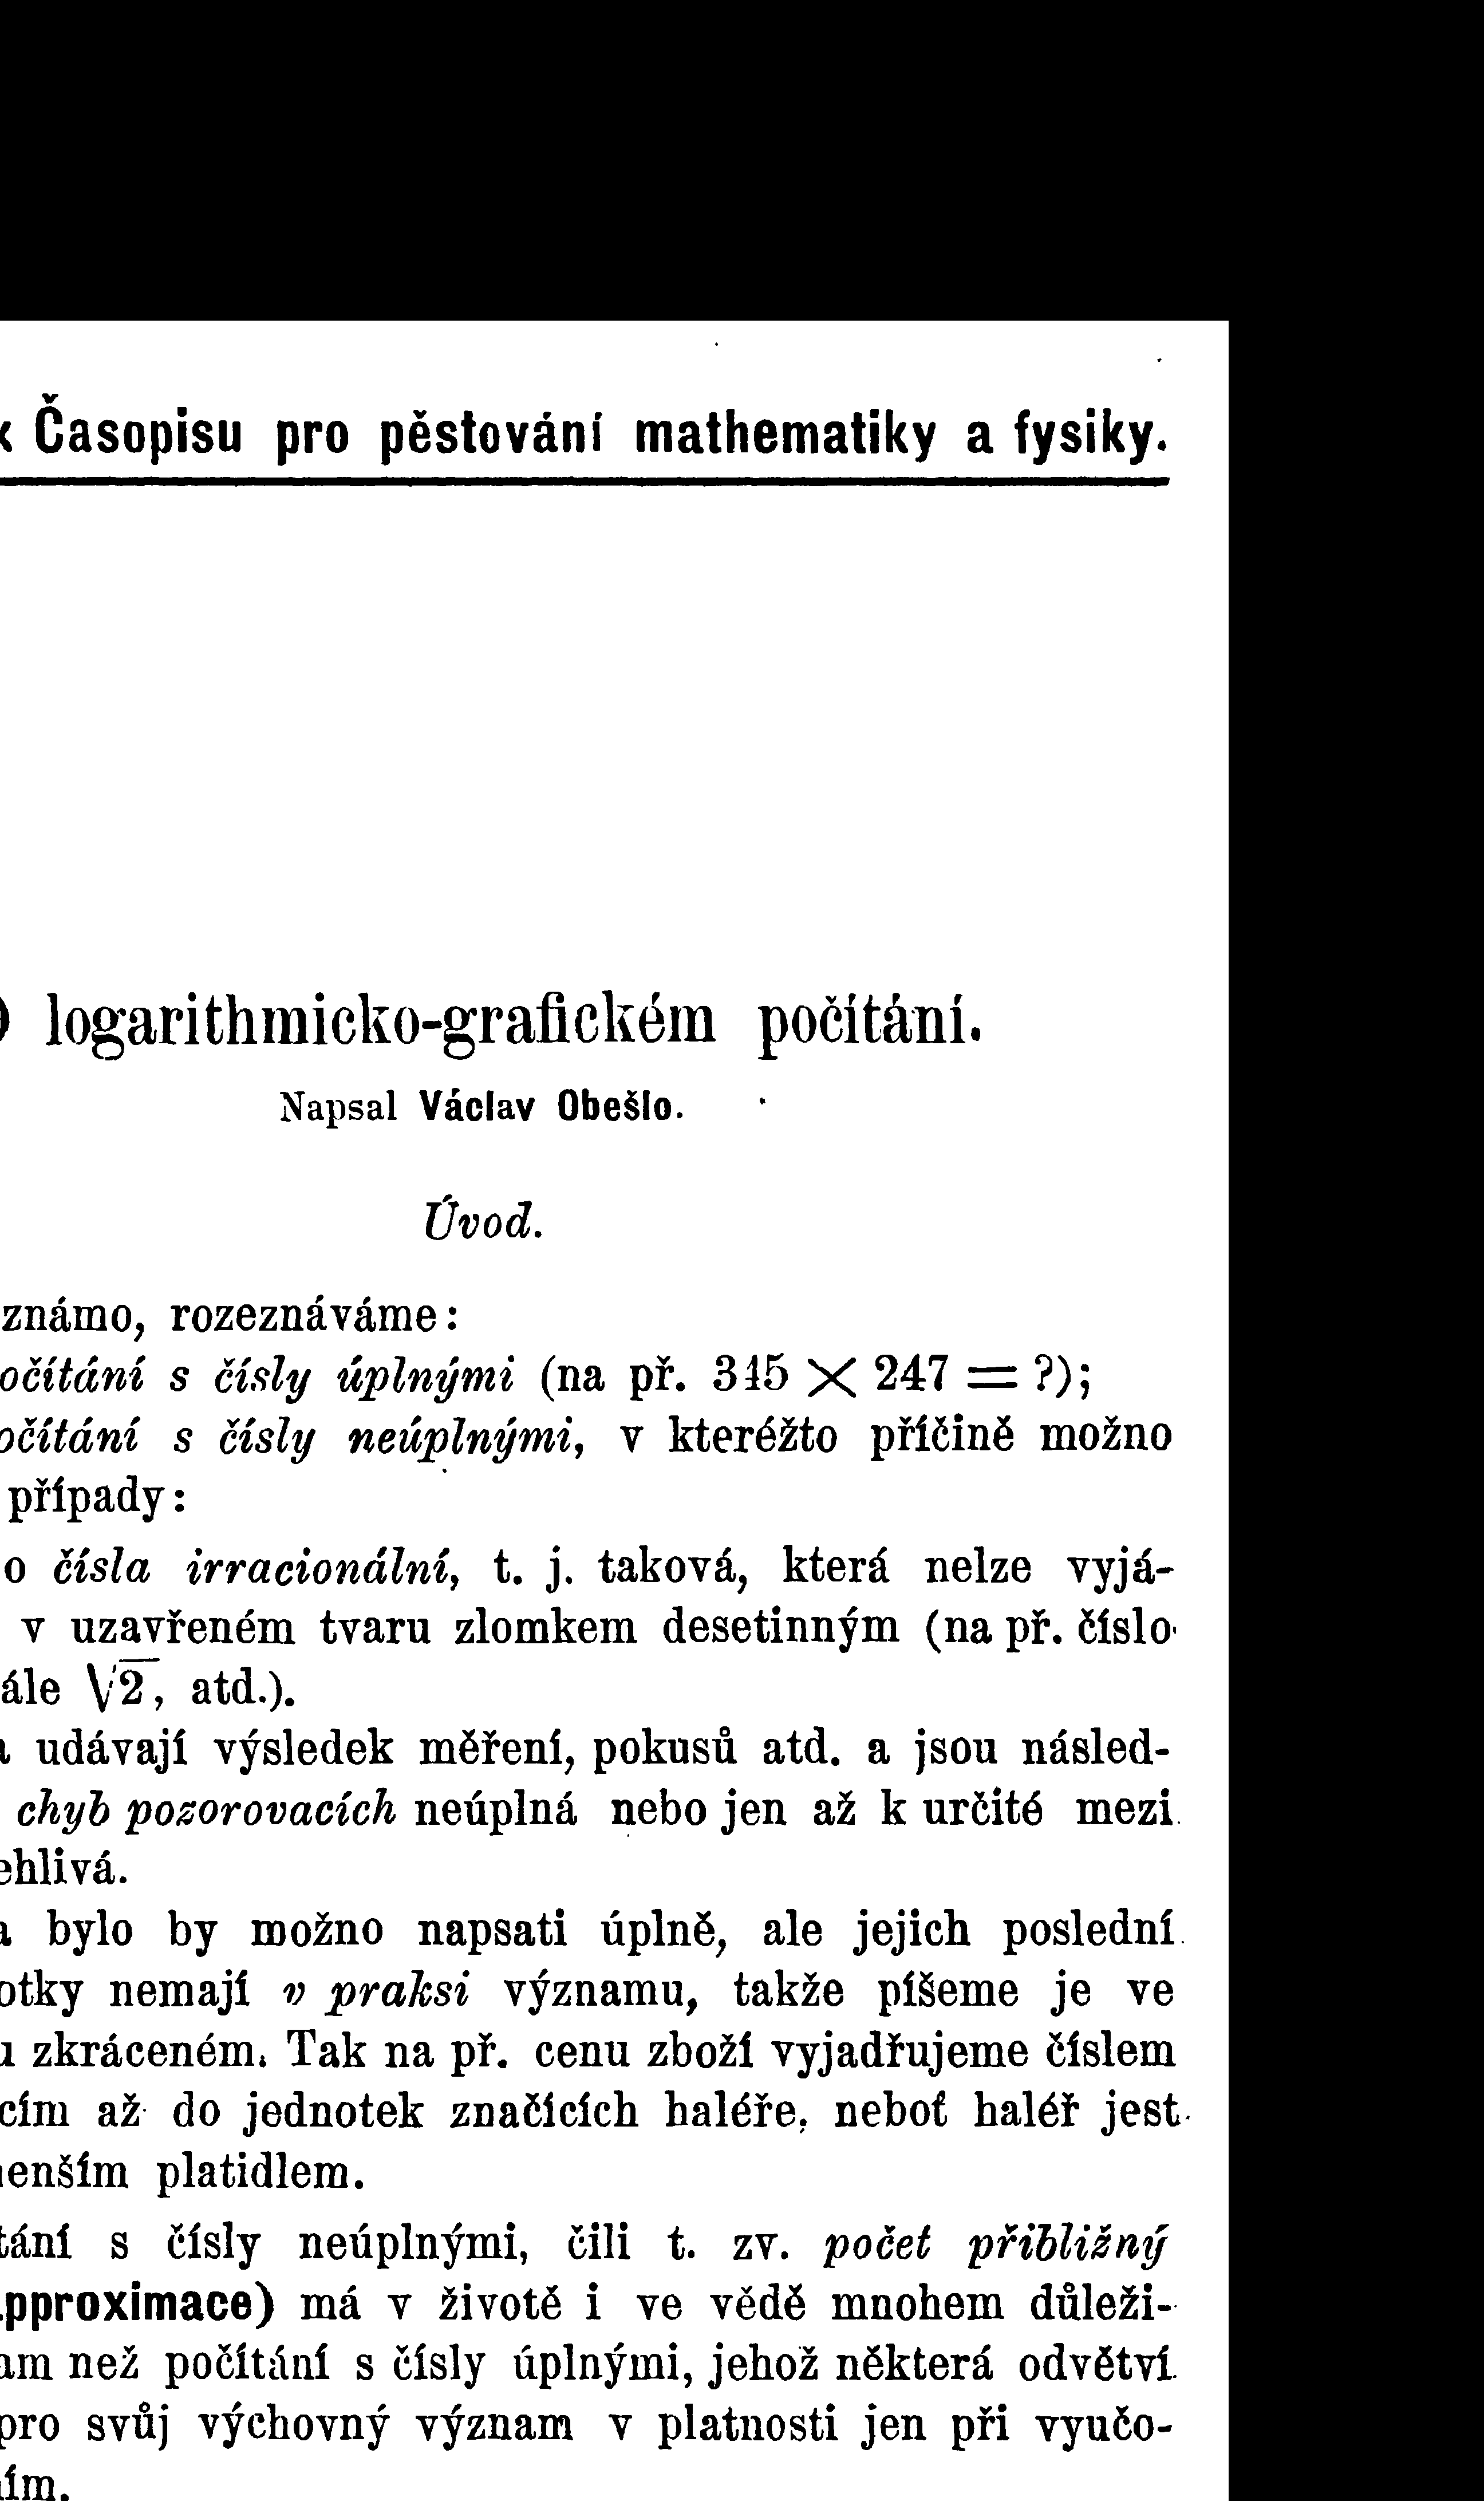 k Časopisu pro pěstování mathematiky a fysiky.
logarithmicko-grafickém počítání.
Napsal Václav Obešlo.
Úvod.
známo, rozeznáváme:
očítání s čísly úplnými (na př. 345 × 247 = ?);
očítání s čísly neúplnými, v kteréžto příčině možno
případy:
o čísla irracionální, t. j. taková, která nelze vyjá-
v uzavřeném tvaru zlomkem desetinným (na př. číslo
ále √2, atd.).
udávají výsledek měření, pokusů atd. a jsou násled-
chyb pozorovacích neúplná nebo jen až k určité mezi
ehlivá.
a bylo by možno napsati úplně, ale jejich poslední
otky nemají v praksi významu, takže píšeme je ve
u zkráceném. Tak na př. cenu zboží vyjadřujeme číslem
cím až do jednotek značících haléře, neboť haléř jest
enším platidlem.
tání s čísly neúplnými, čili t. zv. počet přibližný
pproximace) má v životě i ve vědě mnohem důleži-
am než počítání s čísly úplnými, jehož některá odvětví
pro svůj výchovný význam v platnosti jen při vyučo-
ím.